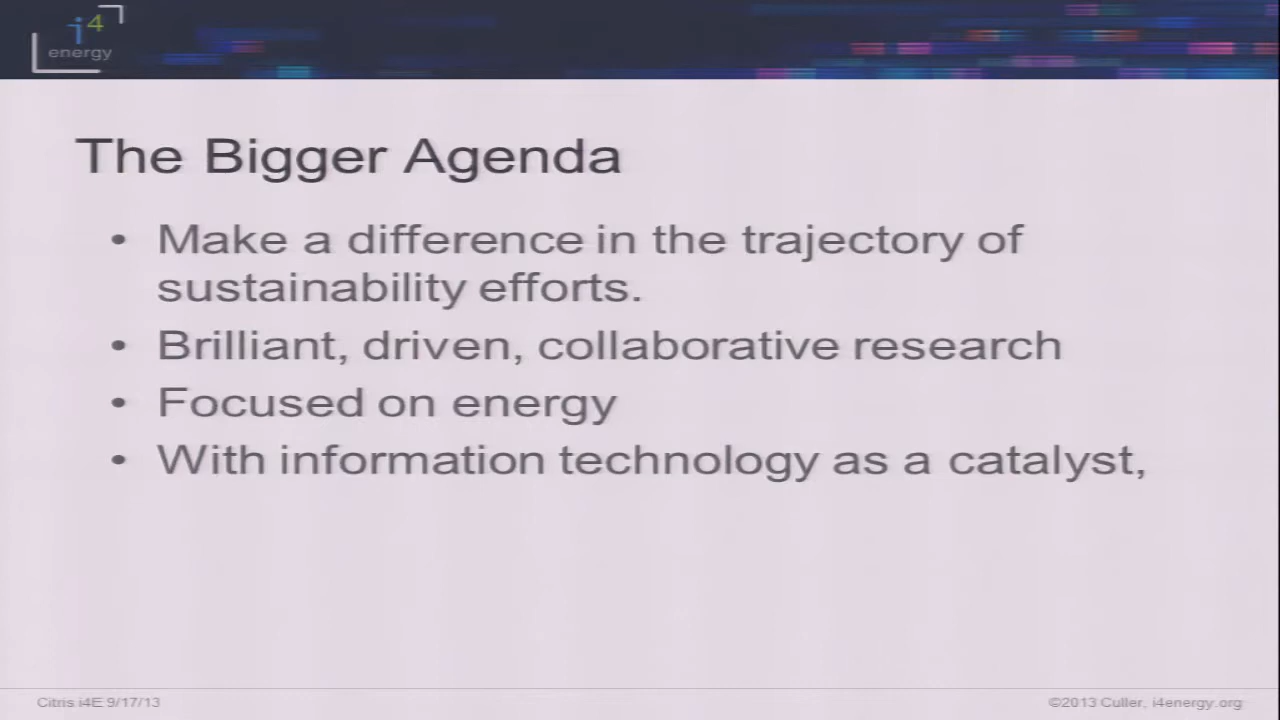 i4
energy
The Bigger Agenda
• Make a difference in the trajectory of
sustainability efforts.
• Brilliant, driven, collaborative research
• Focused on energy
• With information technology as a catalyst,
Citris i4E 9/17/13
©2013 Culler, i4energy.org